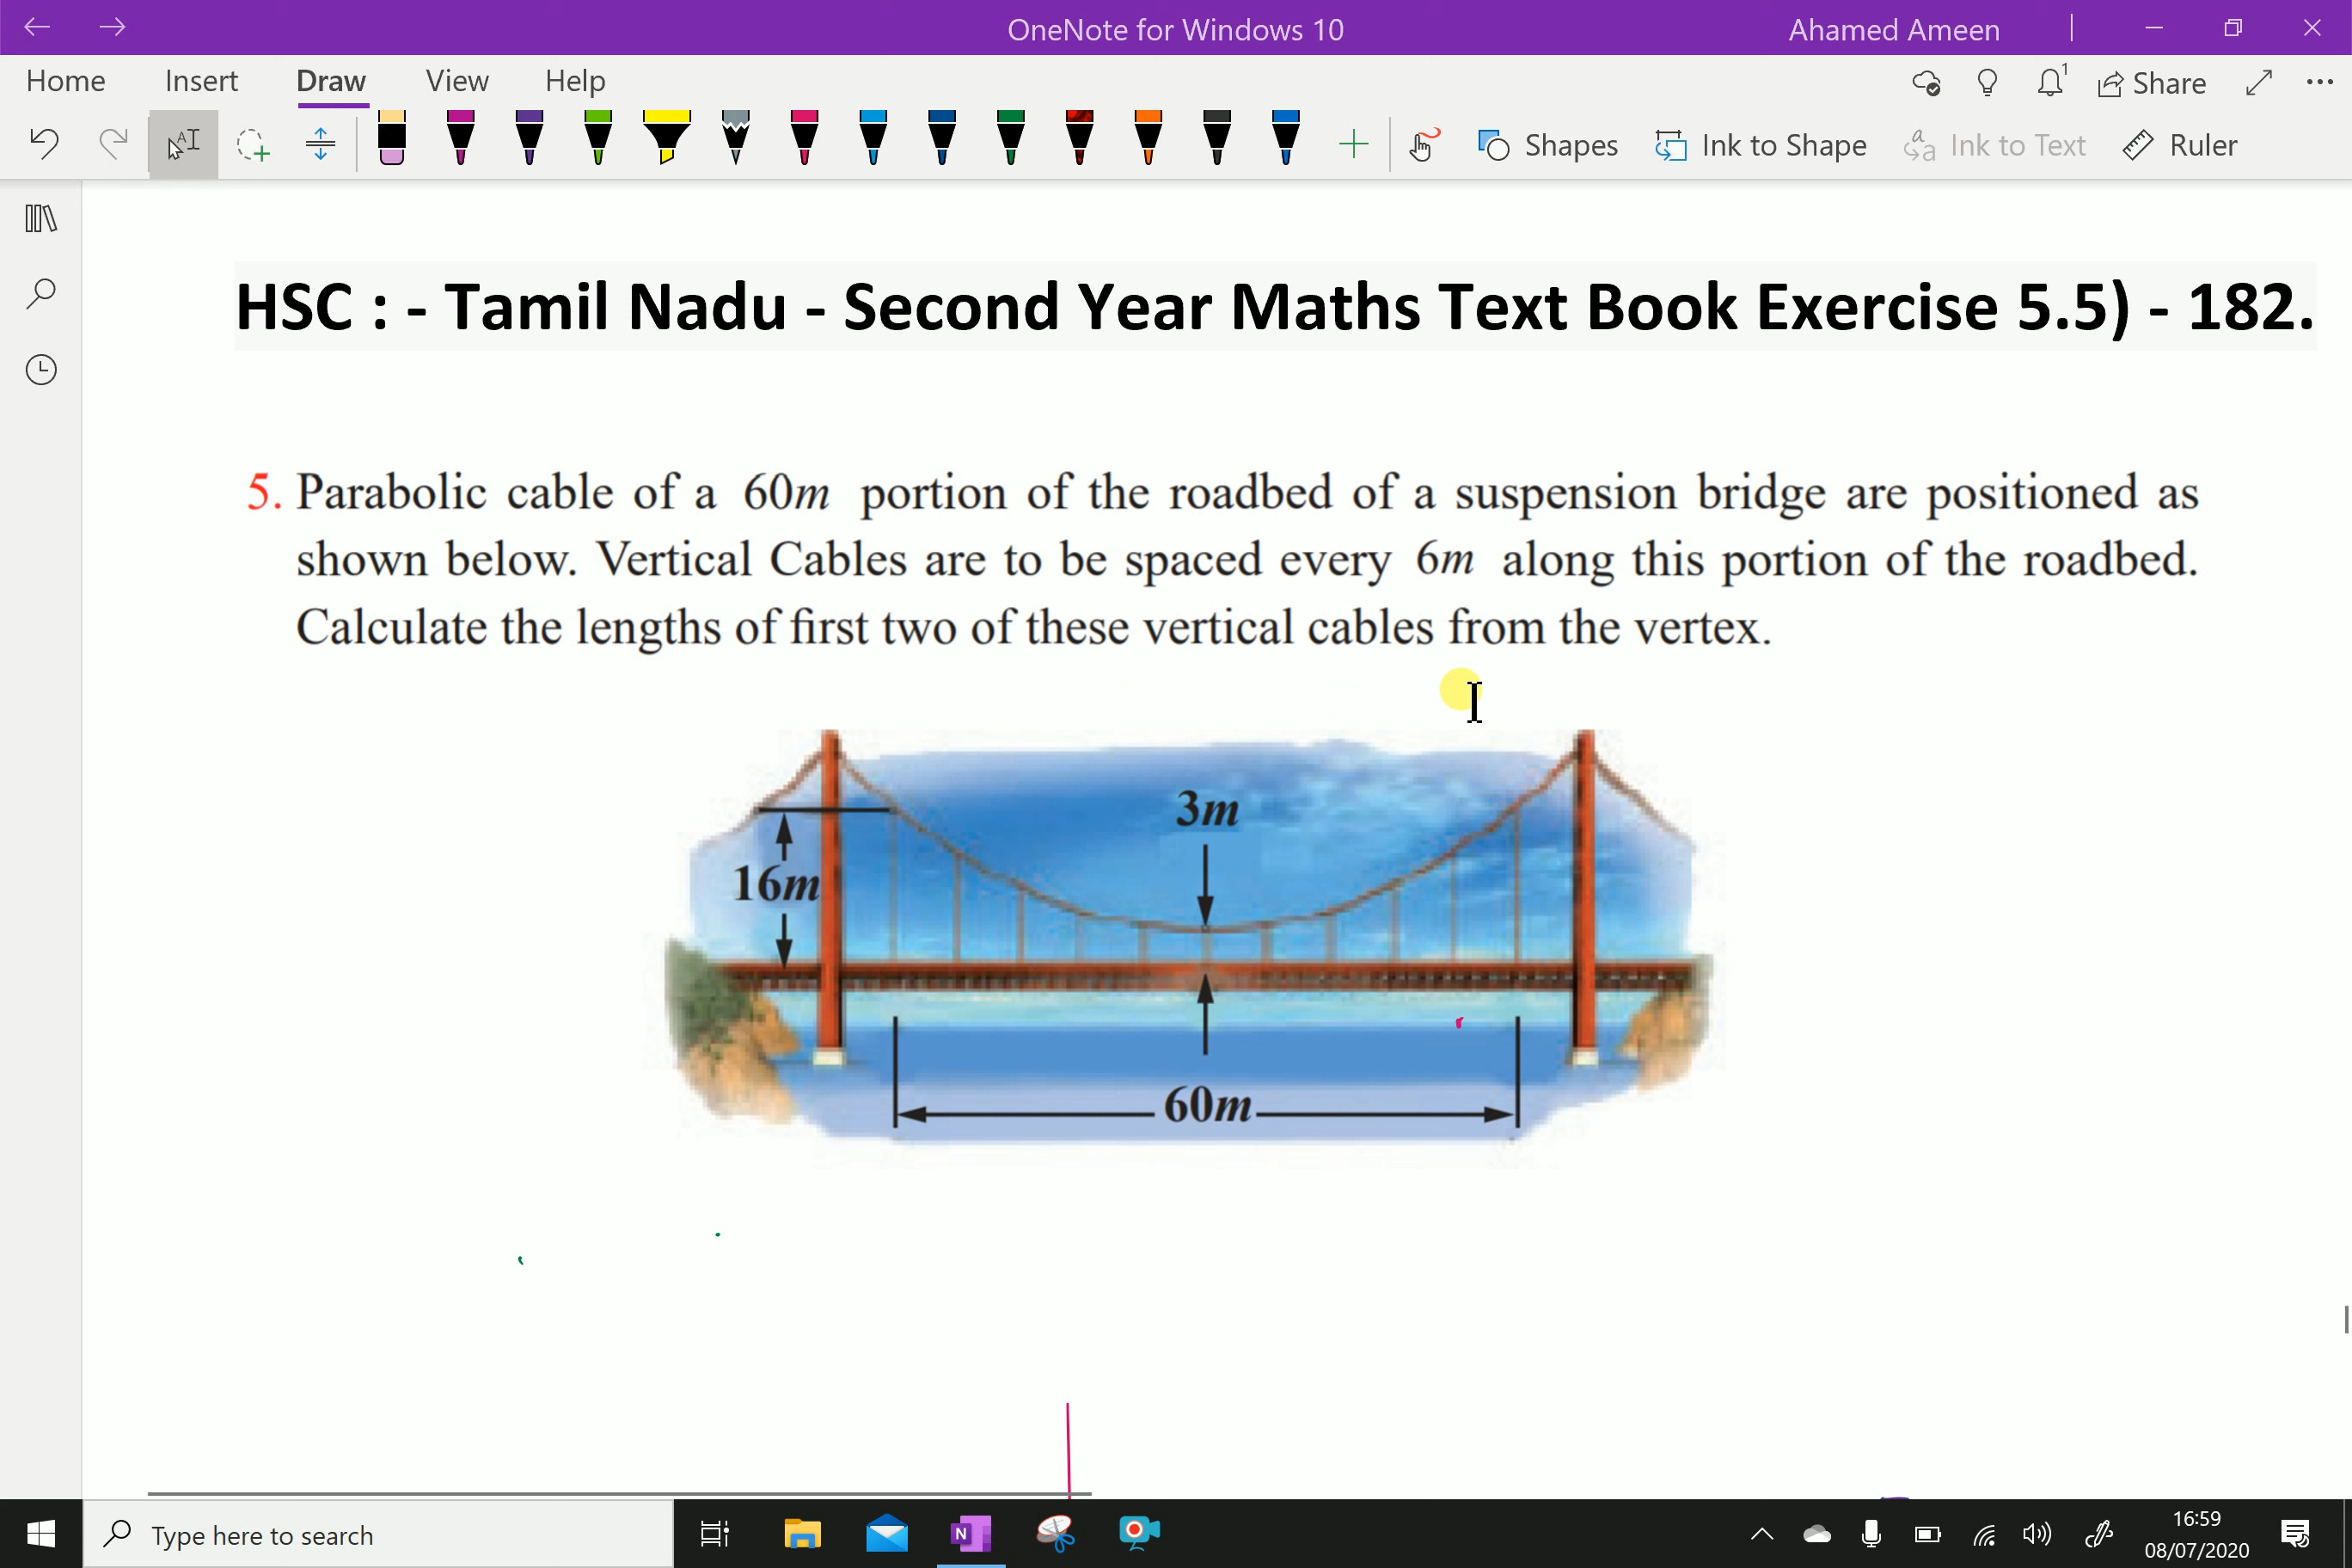 OneNote for Windows 10
Ahamed Ameen
Home Insert Draw View Help
1
Share
Shapes Ink to Shape Ink to Text Ruler
HSC : - Tamil Nadu - Second Year Maths Text Book Exercise 5.5) - 182.
5. Parabolic cable of a 60m portion of the roadbed of a suspension bridge are positioned as
shown below. Vertical Cables are to be spaced every 6m along this portion of the roadbed.
Calculate the lengths of first two of these vertical cables from the vertex.
3m
16m
60m
Type here to search
N
16:59
08/07/2020